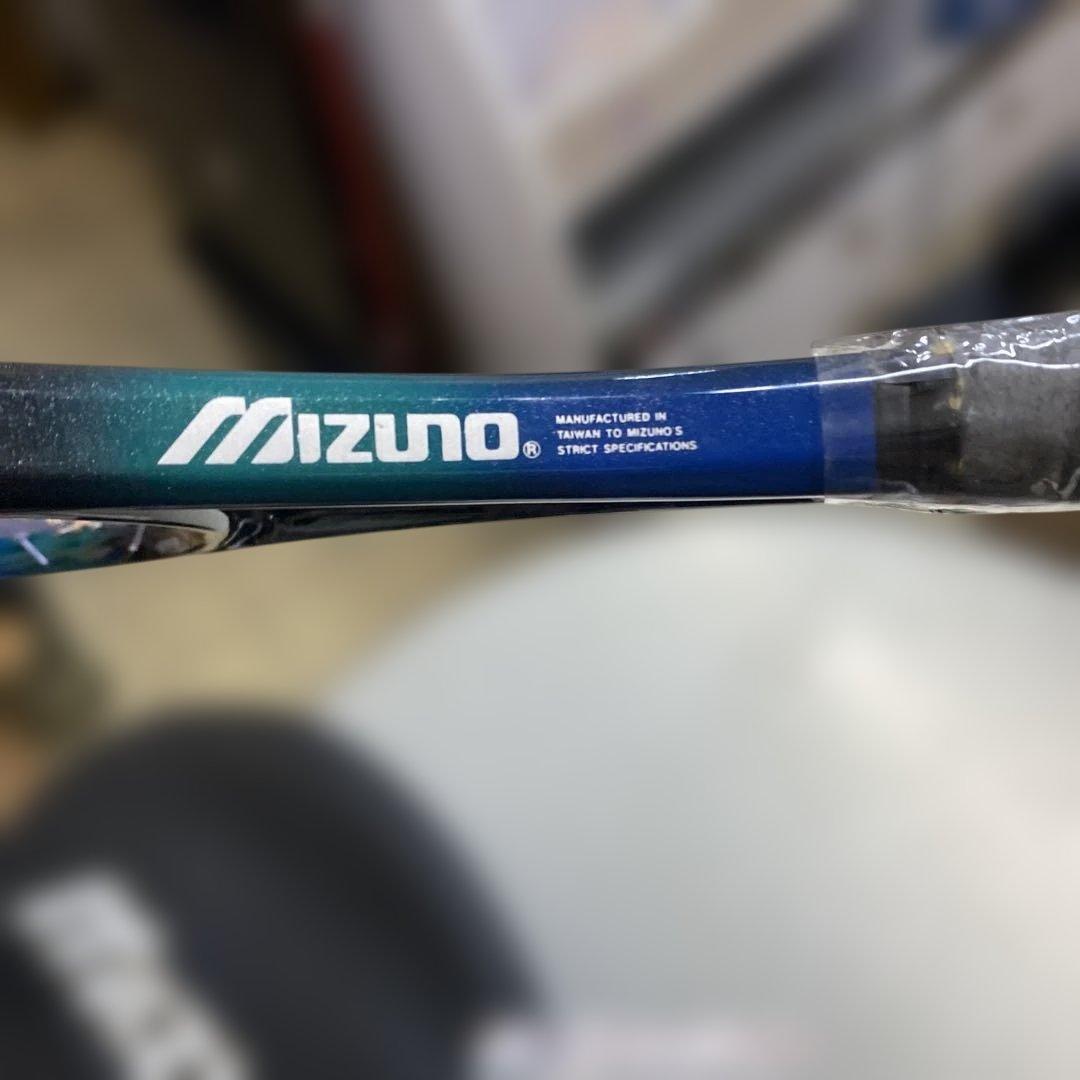 MIZUNO®
MANUFACTURED IN
TAIWAN TO MIZUNO'S
STRICT SPECIFICATIONS